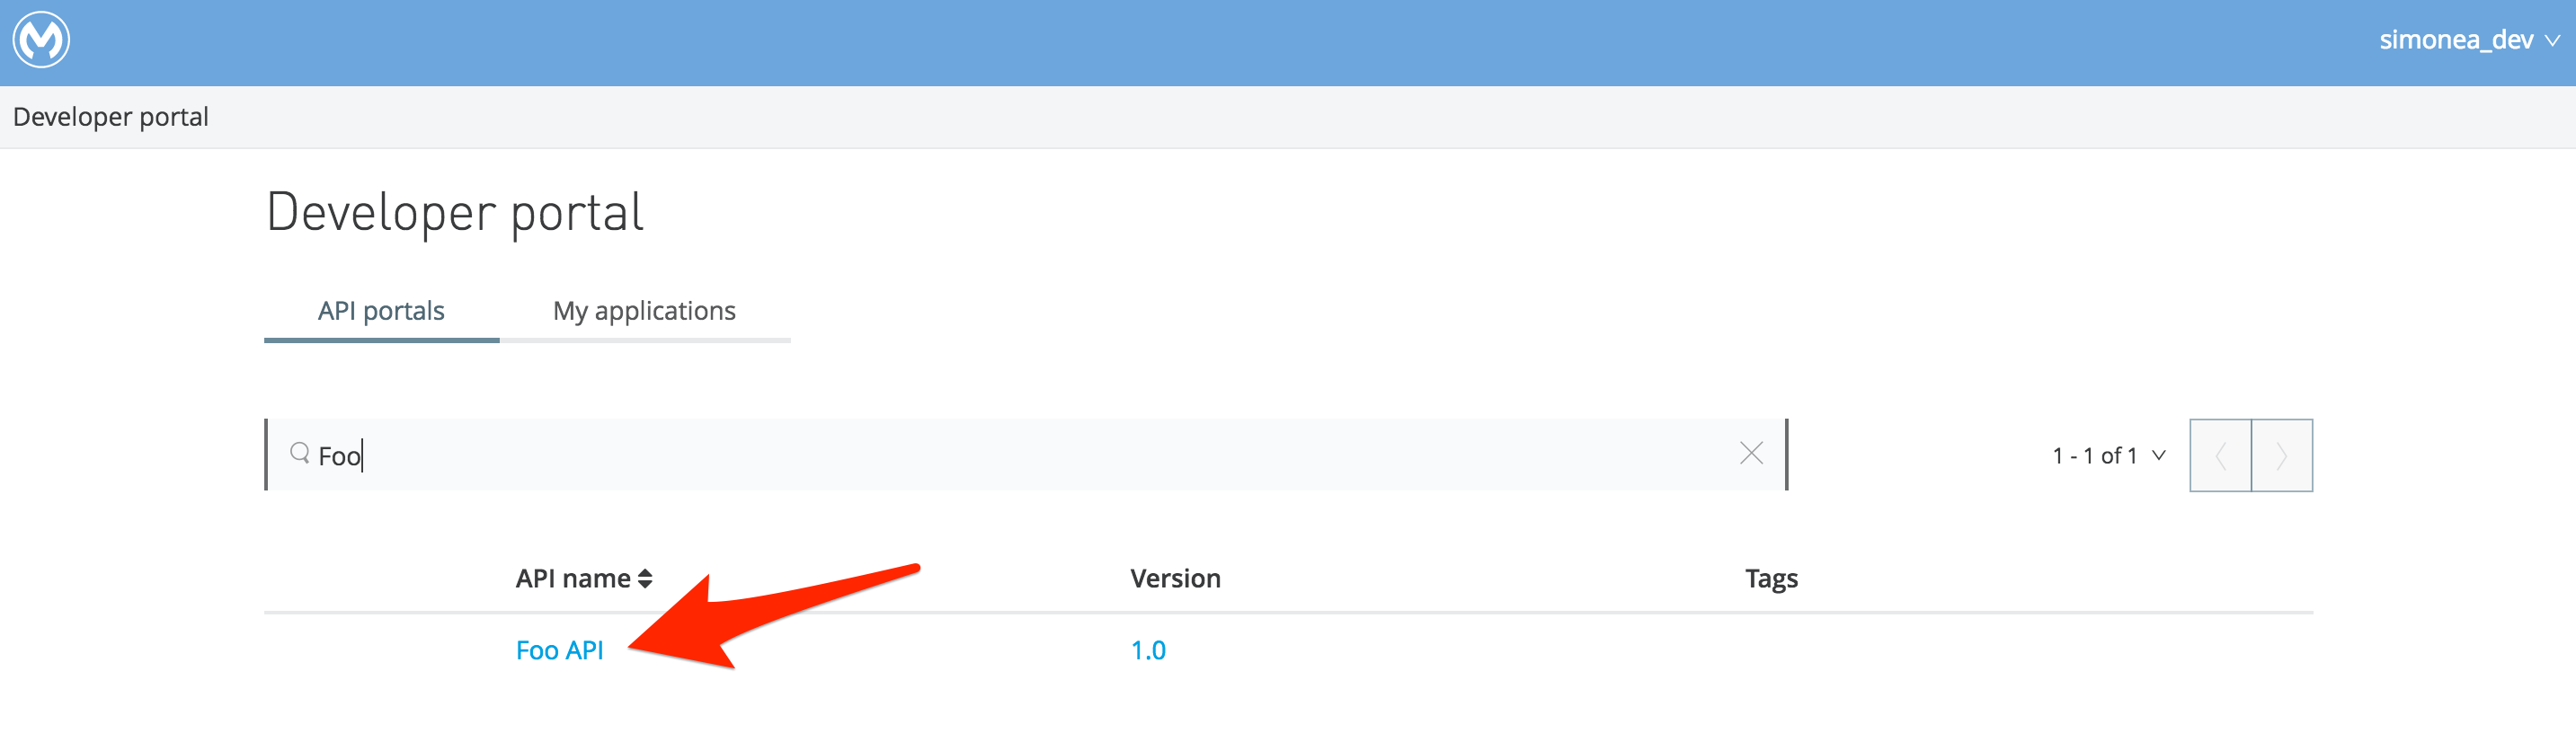 simonea_dev
Developer portal
Developer portal
API portals My applications
Foo 1 - 1 of 1
API name Version Tags
Foo API 1.0